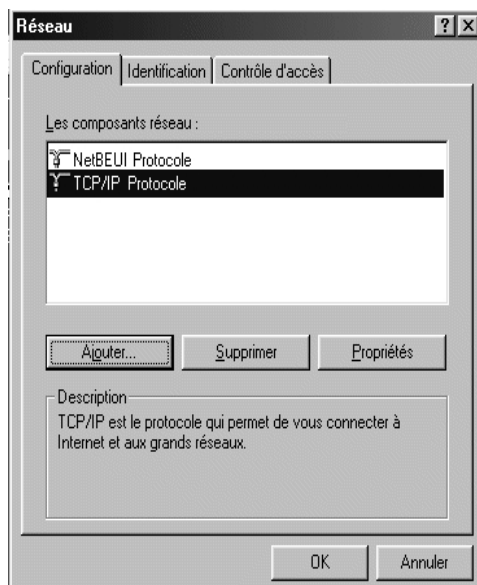 Réseau
Configuration
Identification
Contrôle d'accès
Les composants réseau :
NetBEUI Protocole
TCP/IP Protocole
Ajouter...
Supprimer
Propriétés
Description
TCP/IP est le protocole qui permet de vous connecter à
Internet et aux grands réseaux.
OK
Annuler